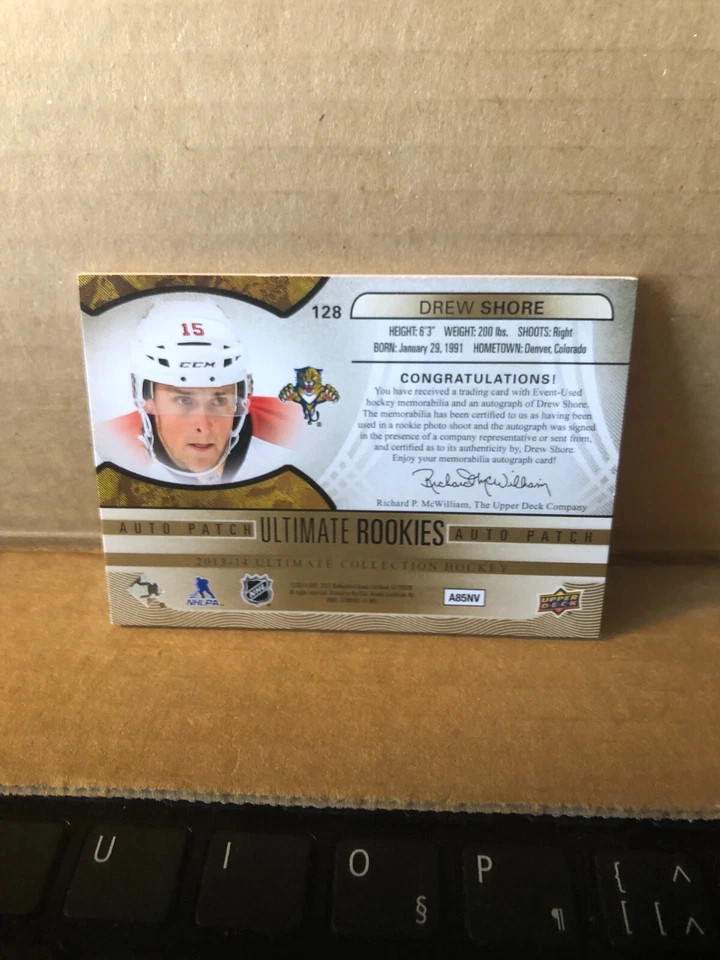 15
CCM
128
DREW SHORE
HEIGHT: 6'3" WEIGHT: 200 lbs. SHOOTS: Right
BORN: January 29, 1991 HOMETOWN: Denver, Colorado
CONGRATULATIONS!
You have received a trading card with Event-Used
hockey memorabilia and an autograph of Drew Shore.
The memorabilia has been certified to us as having been
used in a rookie photo shoot and the autograph was signed
in the presence of a company representative or sent from,
and certified as to its authenticity by, Drew Shore.
Enjoy your memorabilia autograph card!
Richard P. McWilliam
Richard P. McWilliam, The Upper Deck Company
AUTO PATCH ULTIMATE ROOKIES AUTO PATCH
2013-14 ULTIMATE COLLECTION HOCKEY
NHLPA
NHL
A85NV
UPPER DECK
U I O § P ¶ { [ ^ [ ^